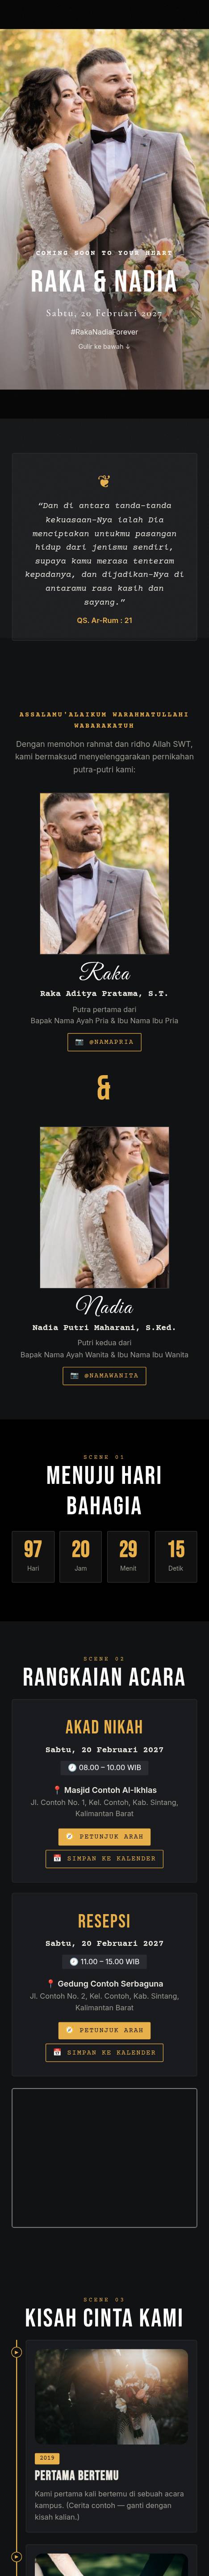 COMING SOON TO YOUR HEART
RAKA & NADIA
Sabtu, 20 Februari 2027
#RakaNadiaForever
Gulir ke bawah ↓
“Dan di antara tanda-tanda
kekuasaan-Nya ialah Dia
menciptakan untukmu pasangan
hidup dari jenismu sendiri,
supaya kamu merasa tenteram
kepadanya, dan dijadikan-Nya di
antaramu rasa kasih dan
sayang.”
QS. Ar-Rum : 21
ASSALAMU'ALAIKUM WARAHMATULLAHI
WABARAKATUH
Dengan memohon rahmat dan ridho Allah SWT,
kami bermaksud menyelenggarakan pernikahan
putra-putri kami:
Raka
Raka Aditya Pratama, S.T.
Putra pertama dari
Bapak Nama Ayah Pria & Ibu Nama Ibu Pria
📷 @NAMAPRIA
&
Nadia
Nadia Putri Maharani, S.Ked.
Putri kedua dari
Bapak Nama Ayah Wanita & Ibu Nama Ibu Wanita
📷 @NAMAWANITA
SCENE 01
MENUJU HARI
BAHAGIA
97 20 29 15
Hari Jam Menit Detik
SCENE 02
RANGKAIAN ACARA
AKAD NIKAH
Sabtu, 20 Februari 2027
🕗 08.00 – 10.00 WIB
📍 Masjid Contoh Al-Ikhlas
Jl. Contoh No. 1, Kel. Contoh, Kab. Sintang,
Kalimantan Barat
🧭 PETUNJUK ARAH
📅 SIMPAN KE KALENDER
RESEPSI
Sabtu, 20 Februari 2027
🕗 11.00 – 15.00 WIB
📍 Gedung Contoh Serbaguna
Jl. Contoh No. 2, Kel. Contoh, Kab. Sintang,
Kalimantan Barat
🧭 PETUNJUK ARAH
📅 SIMPAN KE KALENDER
SCENE 03
KISAH CINTA KAMI
2019
PERTAMA BERTEMU
Kami pertama kali bertemu di sebuah acara
kampus. (Cerita contoh — ganti dengan
kisah kalian.)